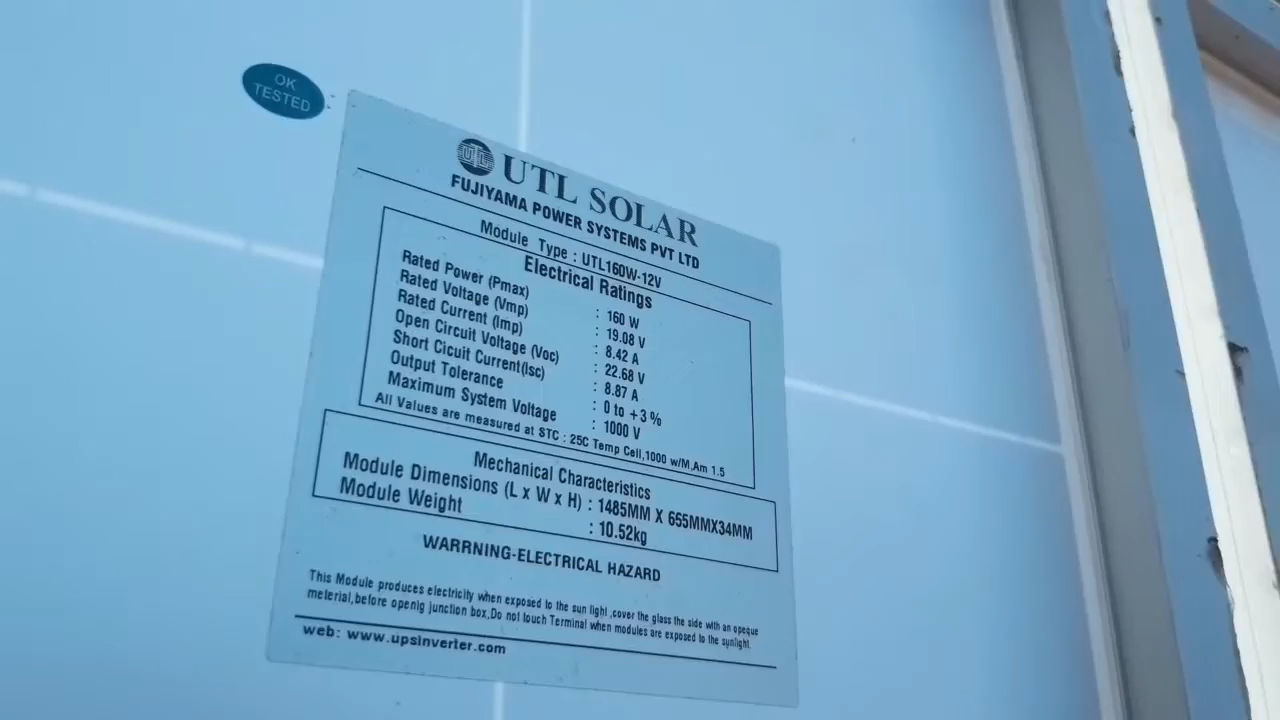 OK
TESTED
UTL SOLAR
FUJIYAMA POWER SYSTEMS PVT LTD
Module Type : UTL160W-12V
Electrical Ratings
Rated Power (Pmax) : 160 W
Rated Voltage (Vmp) : 19.08 V
Rated Current (Imp) : 8.42 A
Open Circuit Voltage (Voc) : 22.68 V
Short Cicuit Current(Isc) : 8.87 A
Output Tolerance : 0 to +3 %
Maximum System Voltage : 1000 V
All Values are measured at STC : 25C Temp Cell,1000 w/M,Am 1.5
Mechanical Characteristics
Module Dimensions (L x W x H) : 1485MM X 655MMX34MM
Module Weight : 10.52kg
WARRNING-ELECTRICAL HAZARD
This Module produces electricity when exposed to the sun light ,cover the glass the side with an opeque
meterial,before openig junction box,Do not touch Terminal when modules are exposed to the sunlight.
web: www.upsinverter.com